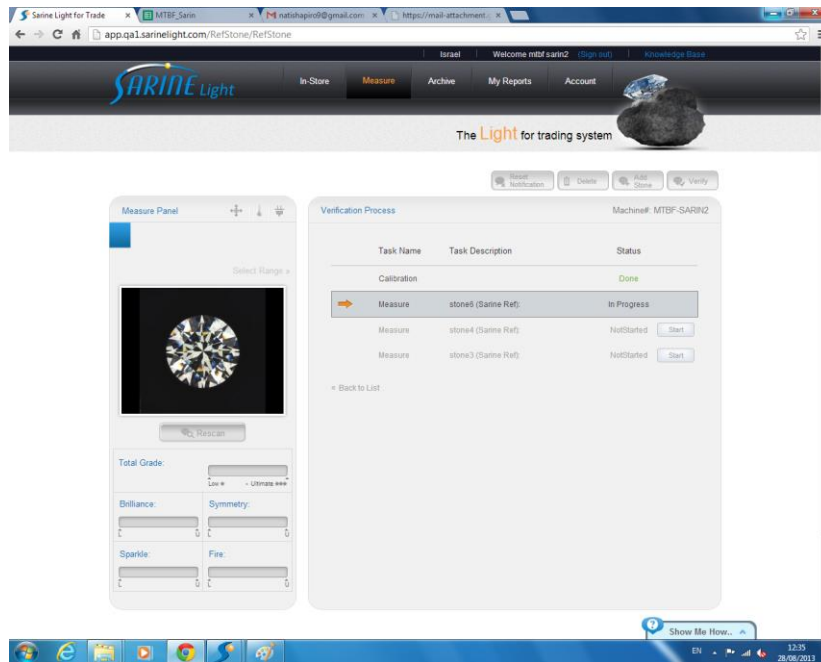 Sarine Light for Trade MTBF_Sarin natishapiro9@gmail.com https://mail-attachment.
app.qa1.sarinelight.com/RefStone/RefStone
Israel Welcome mtbf sarin2 (Sign out) Knowledge Base
SARINE Light In-Store Measure Archive My Reports Account
The Light for trading system
Reset Notification Delete Add Stone Verify
Measure Panel
Select Range
Rescan
Total Grade:
Low Ultimate
Brilliance: Symmetry:
Sparkle: Fire:
Verification Process Machine#: MTBF-SARIN2
Task Name Task Description Status
Calibration Done
Measure stone6 (Sarine Ref): In Progress
Measure stone4 (Sarine Ref): NotStarted Start
Measure stone3 (Sarine Ref): NotStarted Start
« Back to List
Show Me How..
EN 12:35
28/08/2013